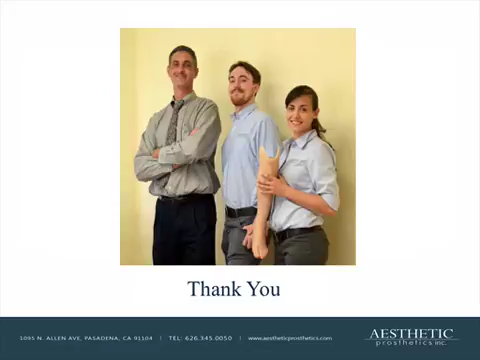 Thank You
1095 N. ALLEN AVE, PASADENA, CA 91104 | TEL: 626.345.0050 | www.aestheticprosthetics.com
AESTHETIC
prosthetics inc.